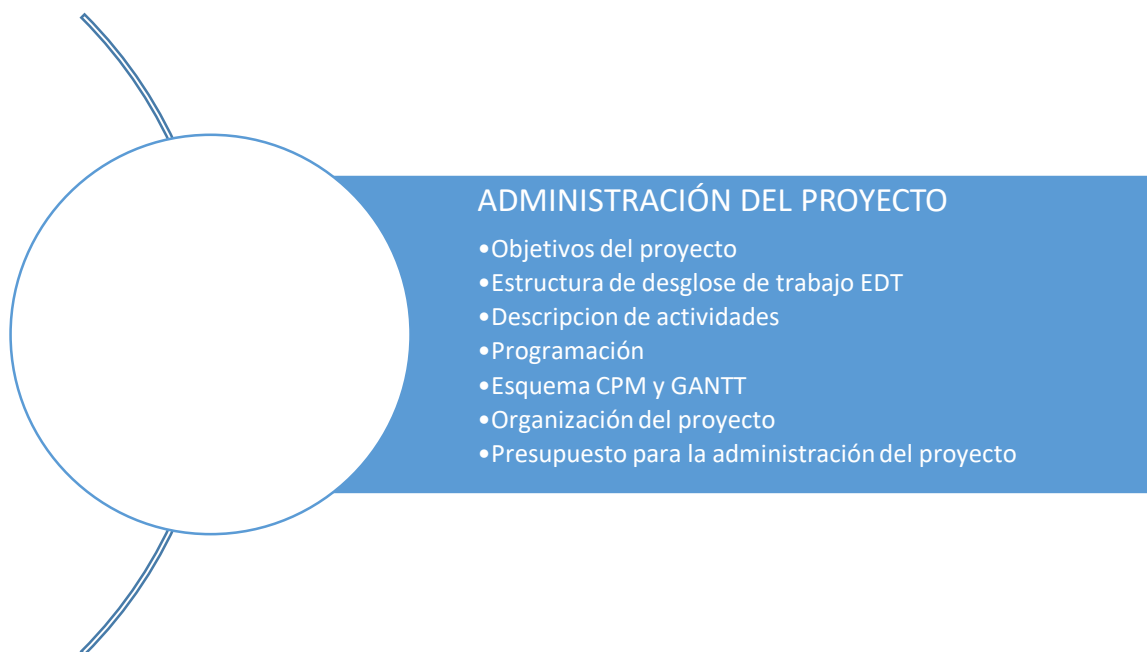 ADMINISTRACIÓN DEL PROYECTO
•Objetivos del proyecto
•Estructura de desglose de trabajo EDT
•Descripcion de actividades
•Programación
•Esquema CPM y GANTT
•Organización del proyecto
•Presupuesto para la administración del proyecto